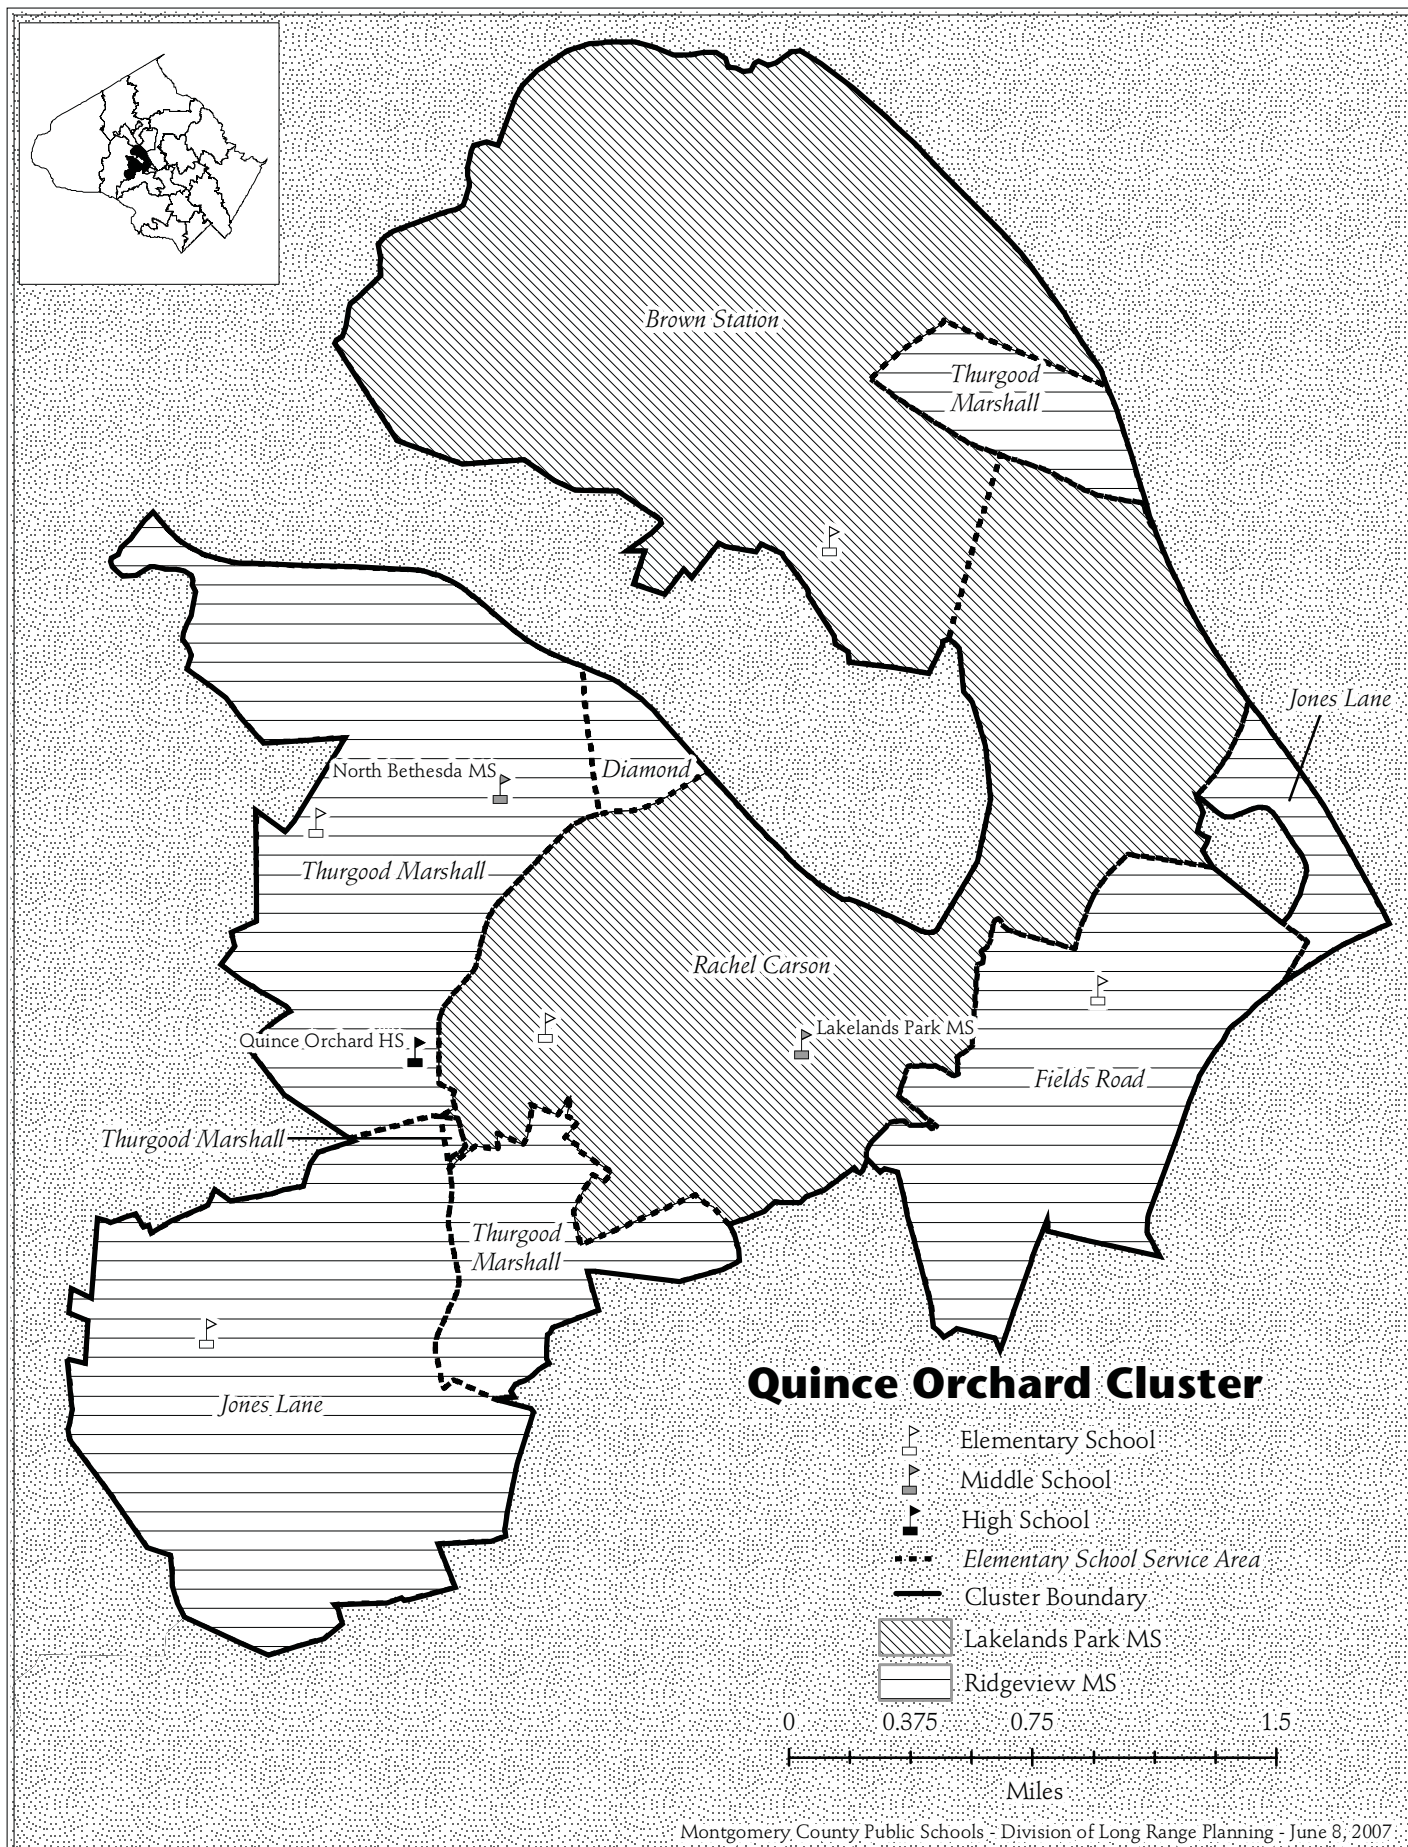 Brown Station
Thurgood
Marshall
Jones Lane
North Bethesda MS
Diamond
Thurgood Marshall
Rachel Carson
Lakelands Park MS
Quince Orchard HS
Fields Road
Thurgood Marshall
Thurgood
Marshall
Jones Lane
Quince Orchard Cluster
Elementary School
Middle School
High School
Elementary School Service Area
Cluster Boundary
Lakelands Park MS
Ridgeview MS
0 0.375 0.75 1.5
Miles
Montgomery County Public Schools - Division of Long Range Planning - June 8, 2007